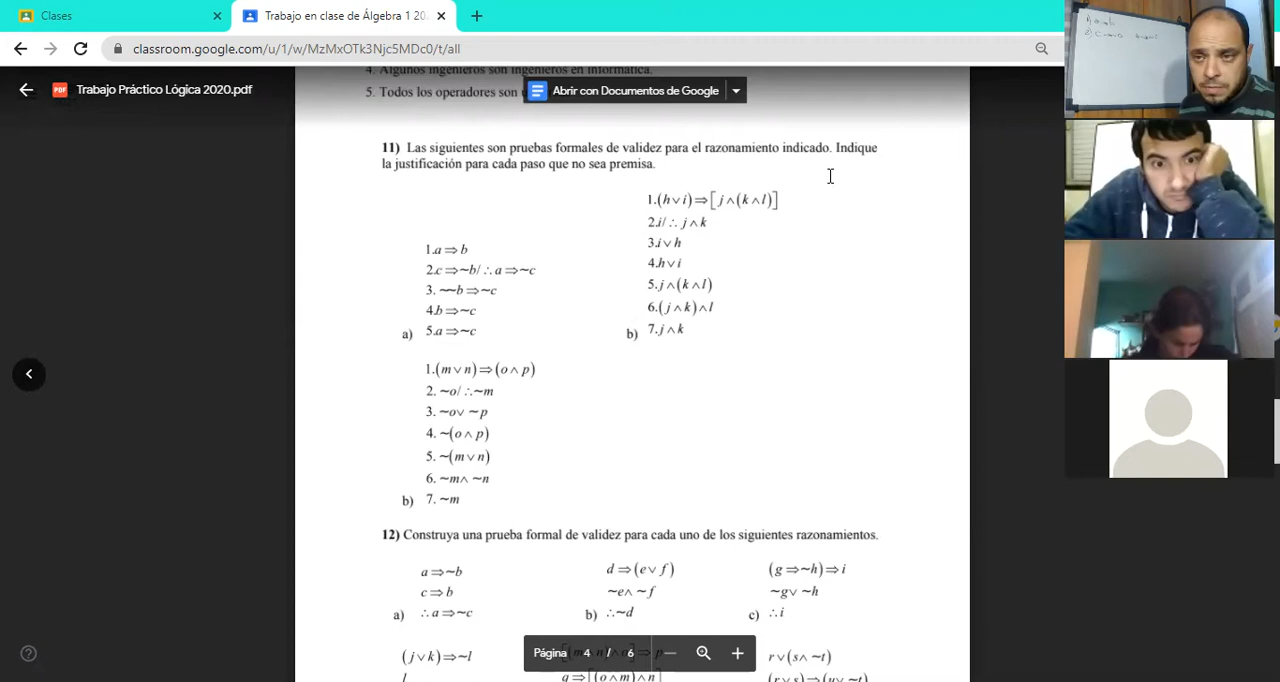 Clases
Trabajo en clase de Álgebra 1 20
classroom.google.com/u/1/w/MzMxOTk3Njc5MDc0/t/all
Trabajo Práctico Lógica 2020.pdf
4. Algunos ingenieros son ingenieros en informática.
5. Todos los operadores son
Abrir con Documentos de Google
11) Las siguientes son pruebas formales de validez para el razonamiento indicado. Indique
la justificación para cada paso que no sea premisa.
1.a⇒b
2.c⇒~b/∴a⇒~c
3. ~~b⇒~c
4.b⇒~c
a) 5.a⇒~c
1.(h∨i)⇒[j∧(k∧l)]
2.i/∴ j∧k
3.i∨h
4.h∨i
5.j∧(k∧l)
6.(j∧k)∧l
b) 7.j∧k
1.(m∨n)⇒(o∧p)
2. ~o/∴~m
3. ~o∨ ~p
4. ~(o∧p)
5. ~(m∨n)
6. ~m∧ ~n
b) 7. ~m
12) Construya una prueba formal de validez para cada uno de los siguientes razonamientos.
a⇒~b
c⇒b
a) ∴a⇒~c
d⇒(e∨f)
~e∧ ~f
b) ∴~d
(g⇒~h)⇒i
~g∨ ~h
c) ∴i
(j∨k)⇒~l
l
q⇒[(o∧m)∧n]
r∨(s∧ ~t)
(r∨s)⇒(u∨ ~t)
Página 4 / 6